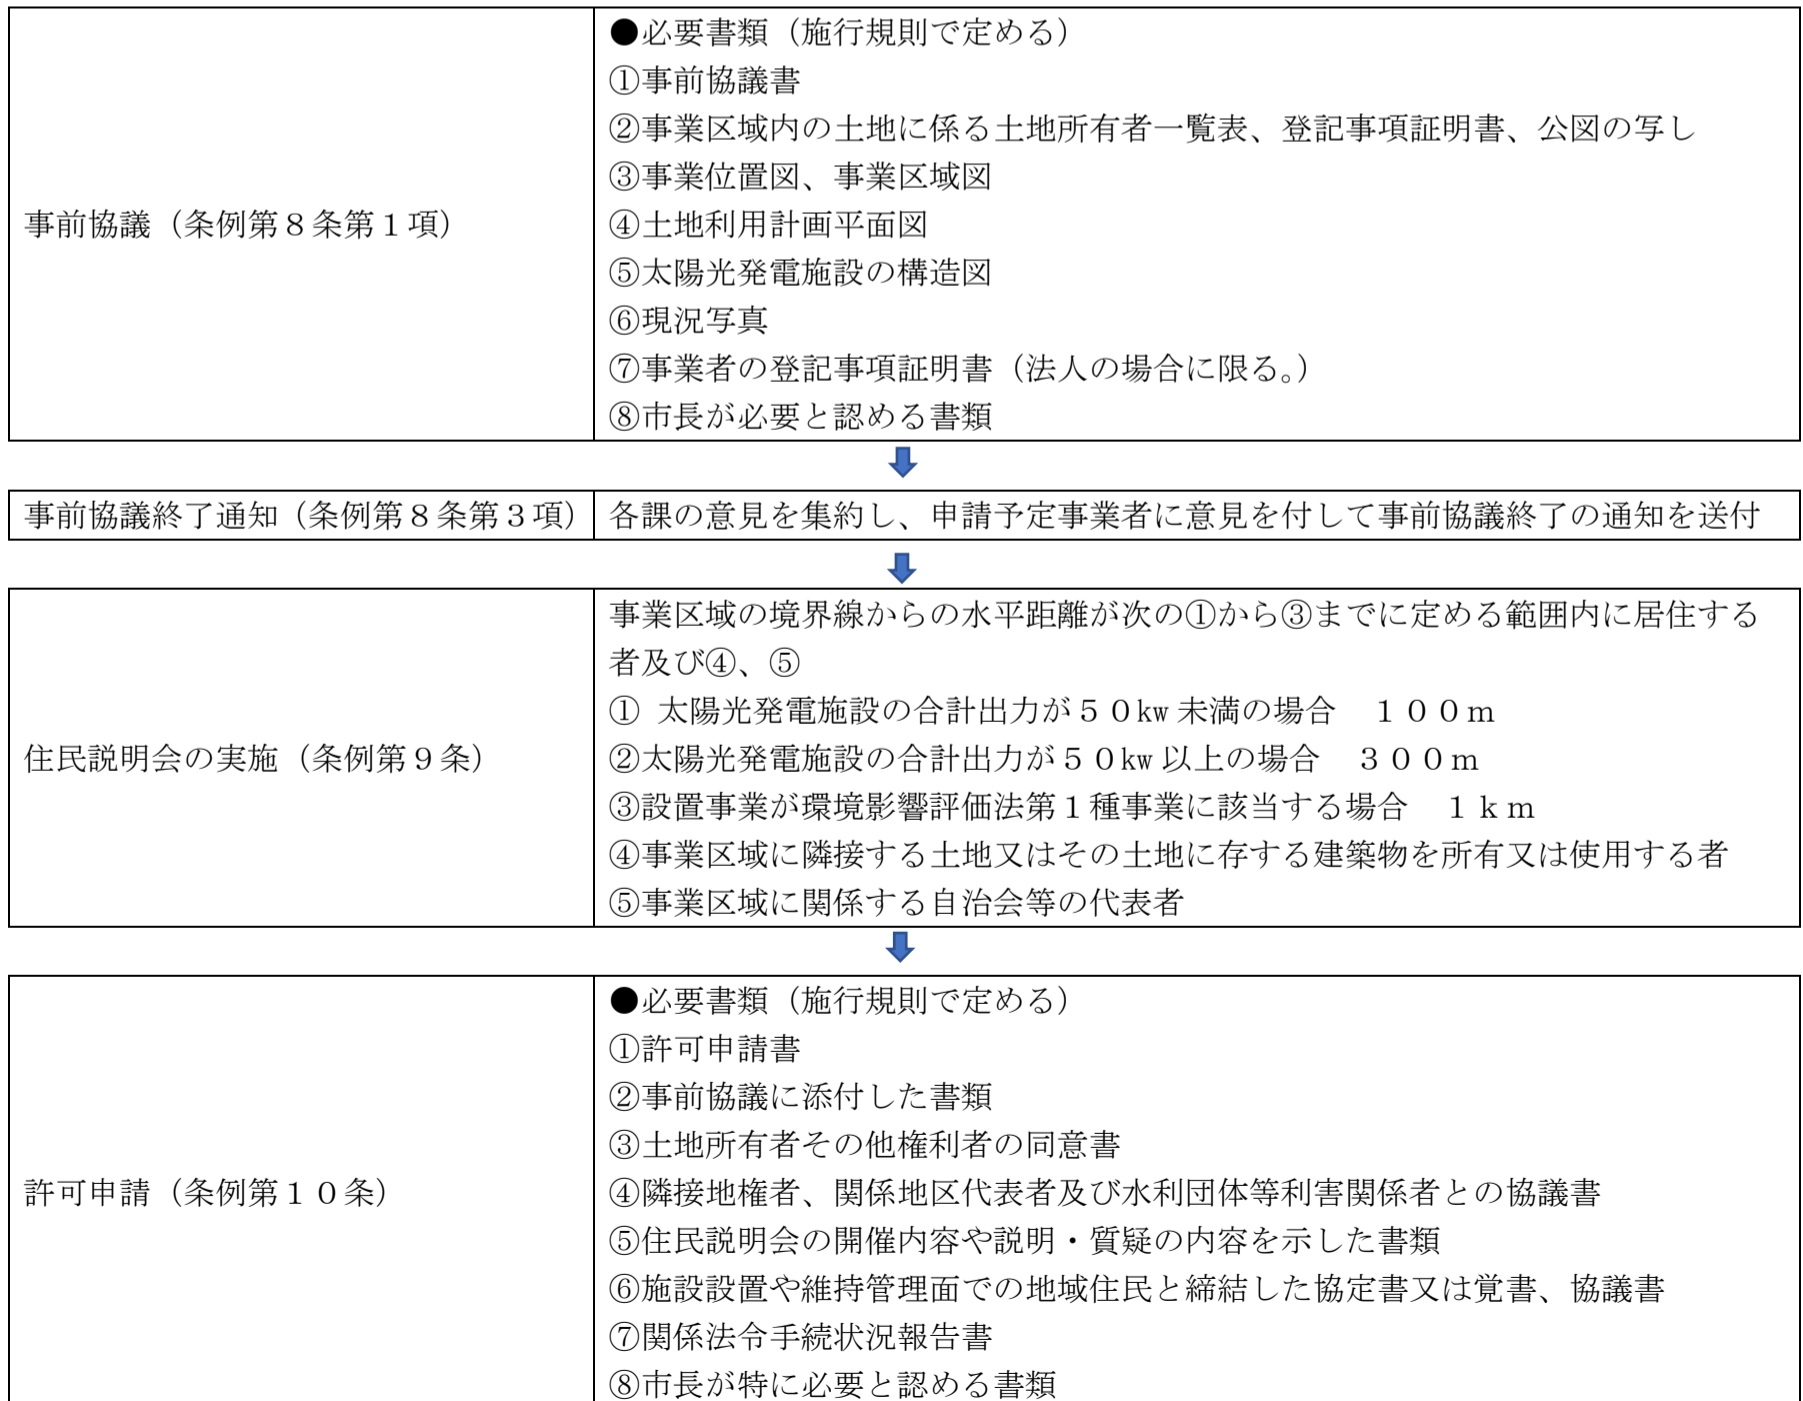 事前協議（条例第８条第１項）
●必要書類（施行規則で定める）
①事前協議書
②事業区域内の土地に係る土地所有者一覧表、登記事項証明書、公図の写し
③事業位置図、事業区域図
④土地利用計画平面図
⑤太陽光発電施設の構造図
⑥現況写真
⑦事業者の登記事項証明書（法人の場合に限る。）
⑧市長が必要と認める書類
事前協議終了通知（条例第８条第３項）
各課の意見を集約し、申請予定事業者に意見を付して事前協議終了の通知を送付
住民説明会の実施（条例第９条）
事業区域の境界線からの水平距離が次の①から③までに定める範囲内に居住する
者及び④、⑤
① 太陽光発電施設の合計出力が５０kw 未満の場合　１００ｍ
②太陽光発電施設の合計出力が５０kw 以上の場合　３００ｍ
③設置事業が環境影響評価法第１種事業に該当する場合　１ｋｍ
④事業区域に隣接する土地又はその土地に存する建築物を所有又は使用する者
⑤事業区域に関係する自治会等の代表者
許可申請（条例第１０条）
●必要書類（施行規則で定める）
①許可申請書
②事前協議に添付した書類
③土地所有者その他権利者の同意書
④隣接地権者、関係地区代表者及び水利団体等利害関係者との協議書
⑤住民説明会の開催内容や説明・質疑の内容を示した書類
⑥施設設置や維持管理面での地域住民と締結した協定書又は覚書、協議書
⑦関係法令手続状況報告書
⑧市長が特に必要と認める書類